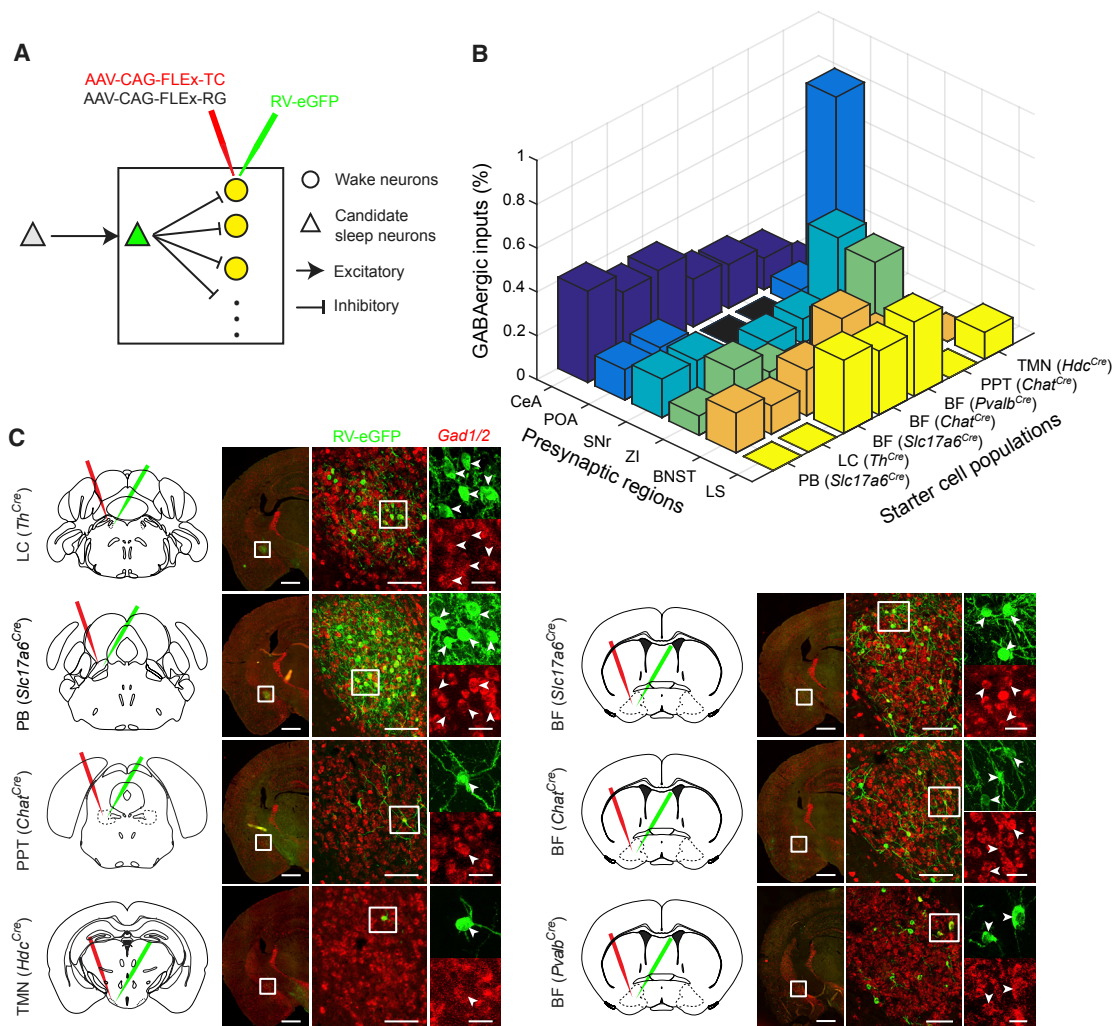 A
AAV-CAG-FLEx-TC
AAV-CAG-FLEx-RG
RV-eGFP
Wake neurons
Candidate
sleep neurons
Excitatory
Inhibitory
B
GABAergic inputs (%)
1
0.8
0.6
0.4
0.2
0
CeA
POA
SNr
ZI
BNST
LS
Presynaptic regions
TMN (Hdc^Cre)
PPT (Chat^Cre)
BF (Pvalb^Cre)
BF (Chat^Cre)
BF (Slc17a6^Cre)
LC (Th^Cre)
PB (Slc17a6^Cre)
Starter cell populations
C
RV-eGFP
Gad1/2
LC (Th^Cre)
PB (Slc17a6^Cre)
PPT (Chat^Cre)
TMN (Hdc^Cre)
BF (Slc17a6^Cre)
BF (Chat^Cre)
BF (Pvalb^Cre)